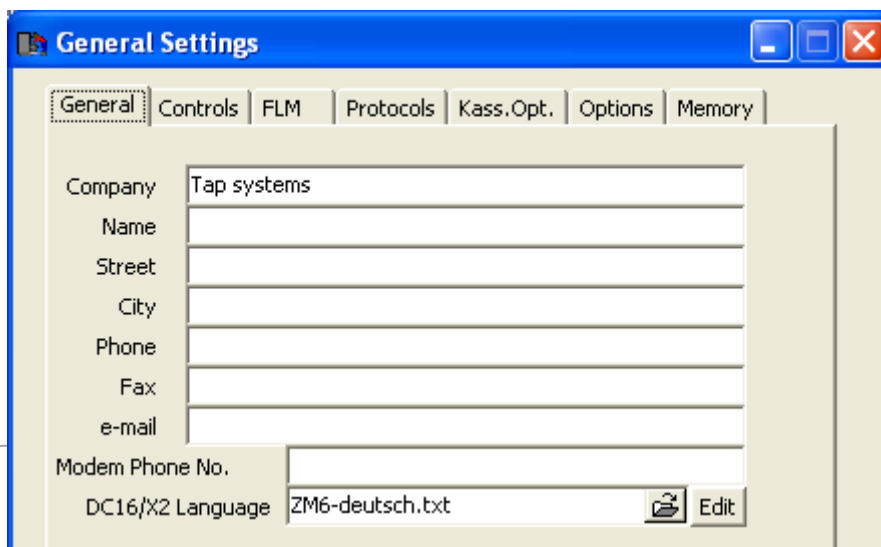 General Settings
General Controls FLM Protocols Kass.Opt. Options Memory
Company Tap systems
Name
Street
City
Phone
Fax
e-mail
Modem Phone No.
DC16/X2 Language ZM6-deutsch.txt Edit